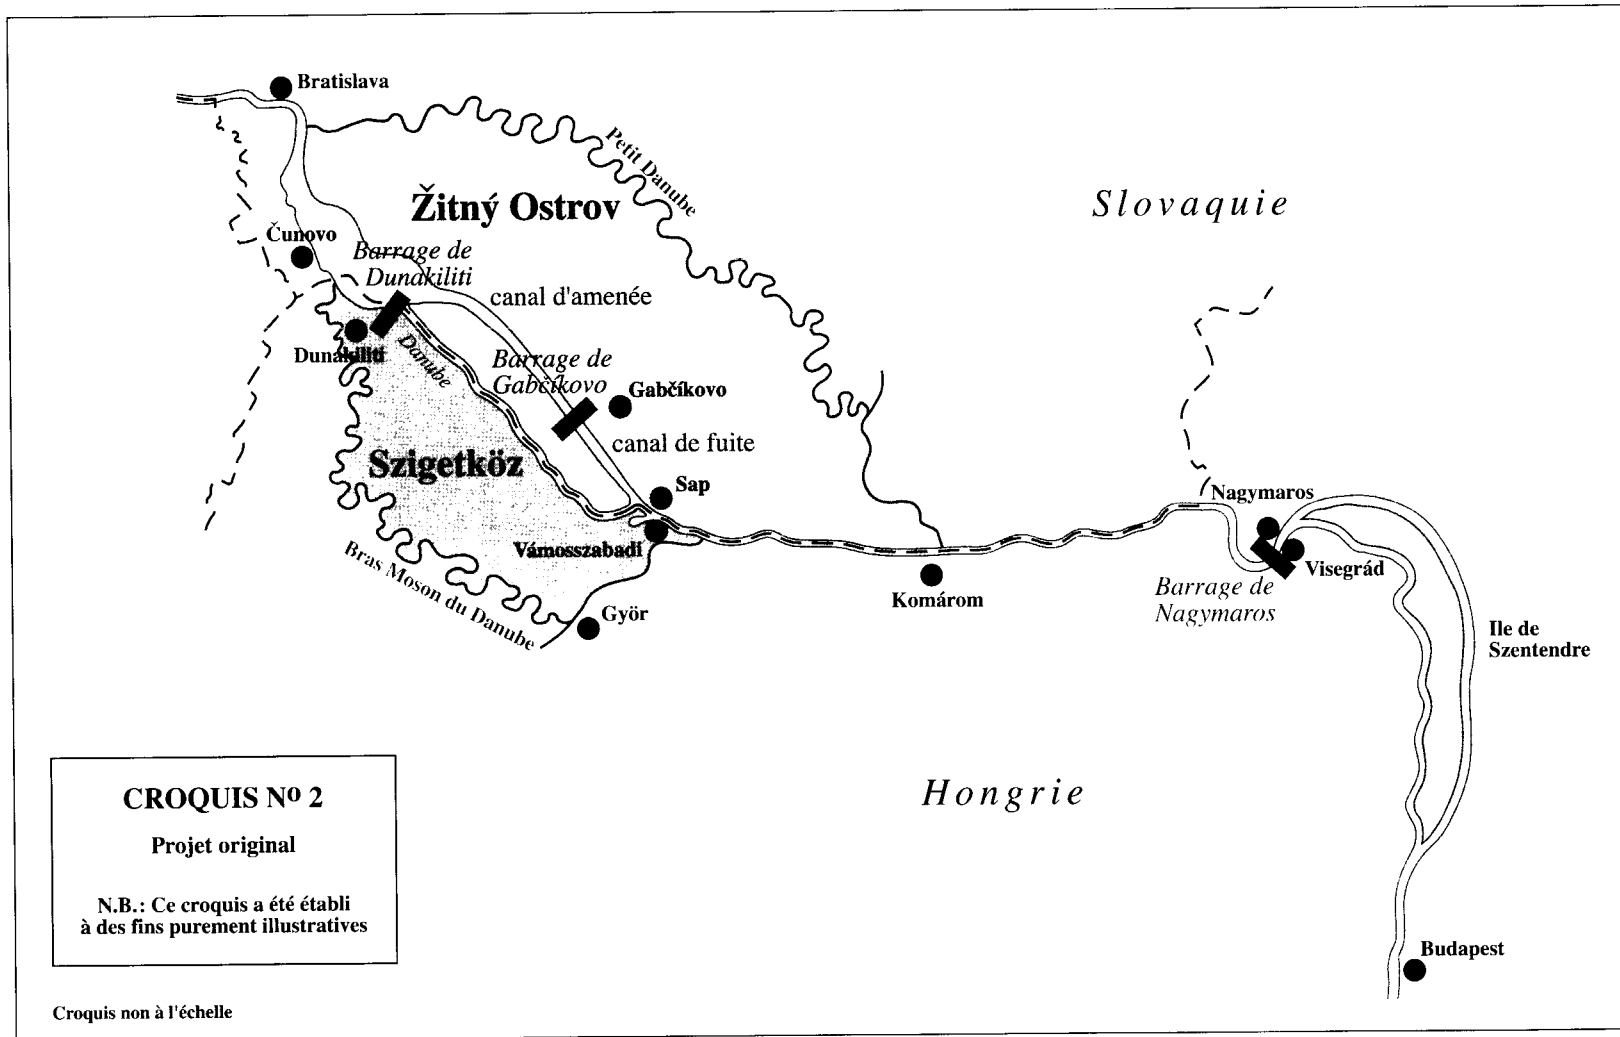 Bratislava
Petit Danube
Žitný Ostrov
Slovaquie
Čunovo
Barrage de
Dunakiliti
canal d'amenée
Dunakiliti
Danube
Barrage de
Gabčíkovo
Gabčíkovo
canal de fuite
Szigetköz
Sap
Nagymaros
Vámosszabadi
Bras Moson du Danube
Visegrád
Komárom
Barrage de
Nagymaros
Györ
Ile de
Szentendre
Hongrie
CROQUIS Nº 2
Projet original
N.B.: Ce croquis a été établi
à des fins purement illustratives
Budapest
Croquis non à l'échelle